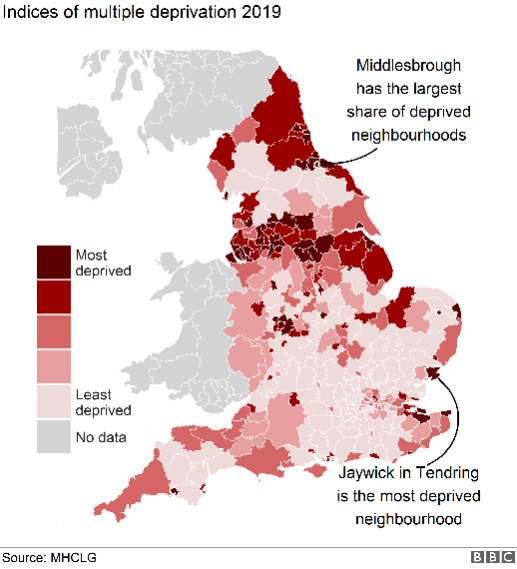 Indices of multiple deprivation 2019
Middlesbrough
has the largest
share of deprived
neighbourhoods
Most
deprived
Least
deprived
No data
Jaywick in Tendring
is the most deprived
neighbourhood
Source: MHCLG
BBC